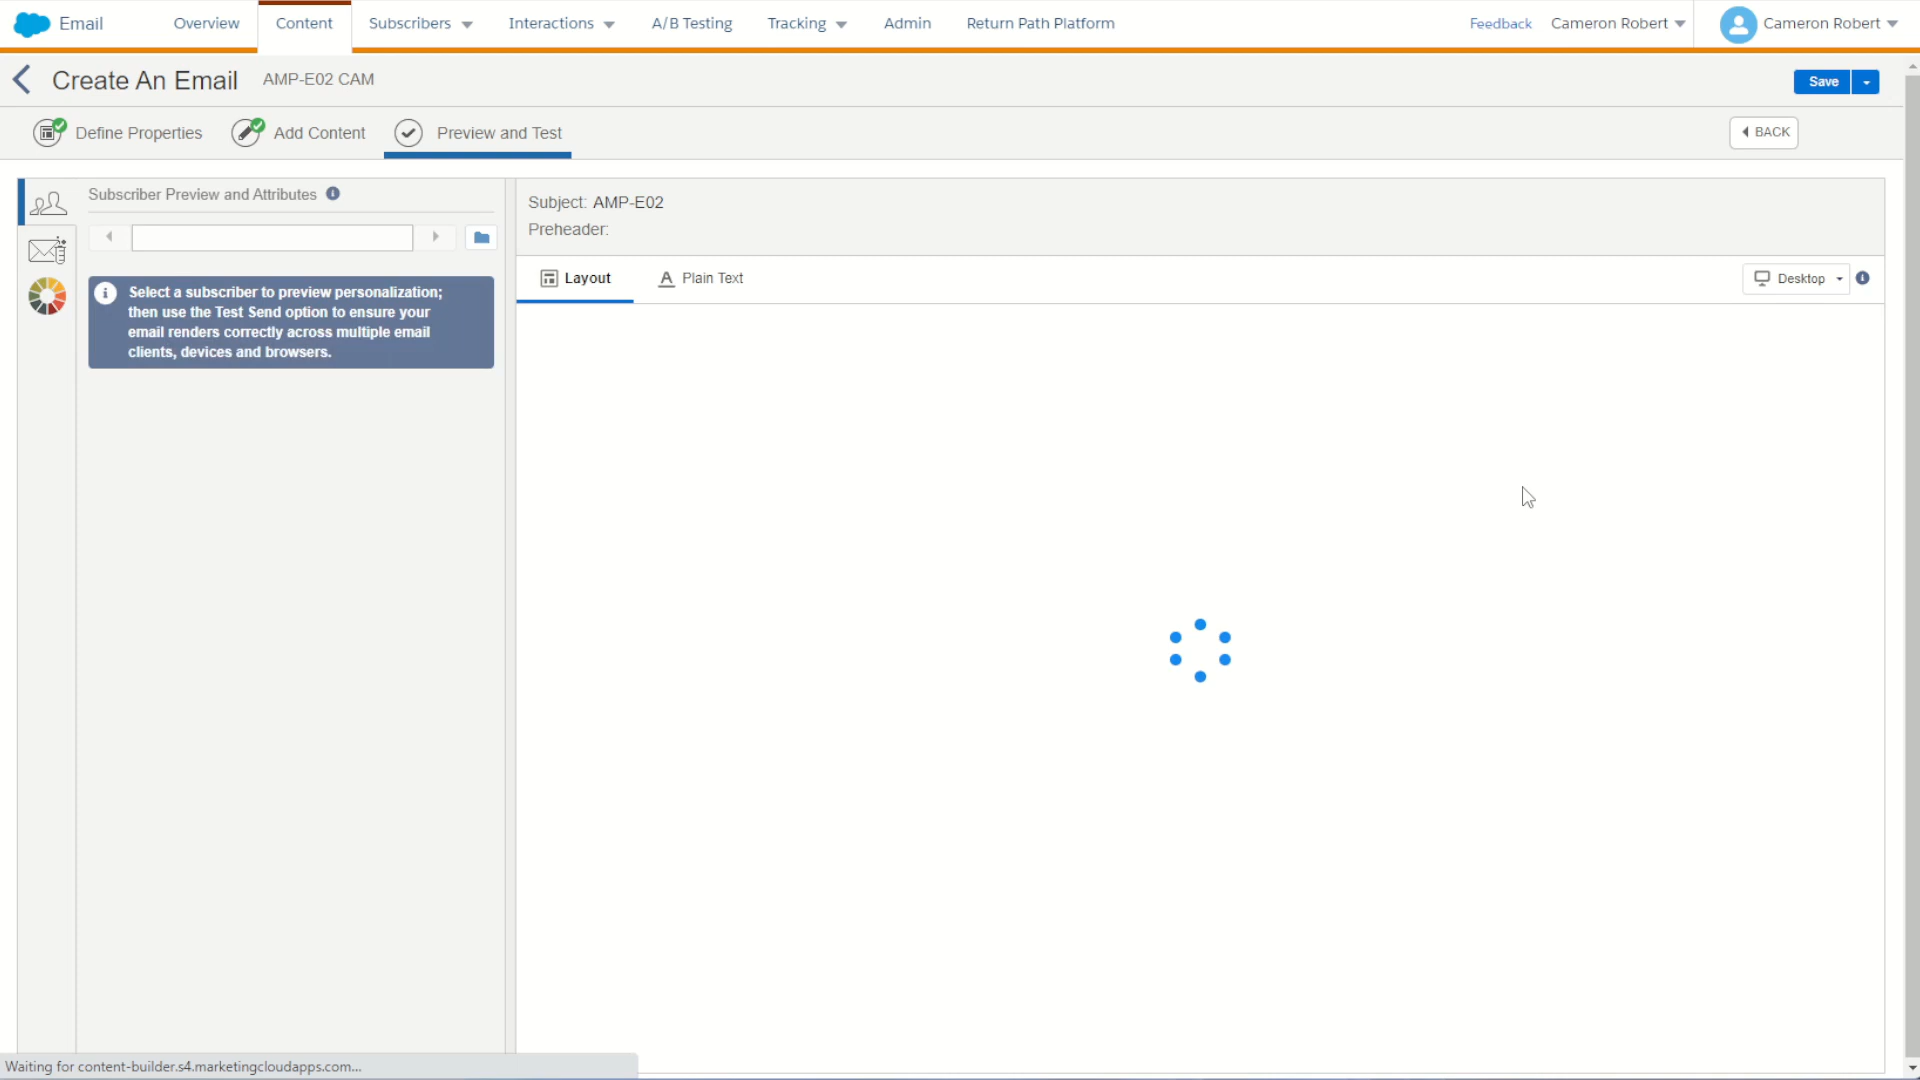 Email
Overview
Content
Subscribers
Interactions
A/B Testing
Tracking
Admin
Return Path Platform
Feedback
Cameron Robert
Cameron Robert
Create An Email
AMP-E02 CAM
Save
Define Properties
Add Content
Preview and Test
BACK
Subscriber Preview and Attributes
Select a subscriber to preview personalization;
then use the Test Send option to ensure your
email renders correctly across multiple email
clients, devices and browsers.
Subject: AMP-E02
Preheader:
Layout
Plain Text
Desktop
Waiting for content-builder.s4.marketingcloudapps.com...